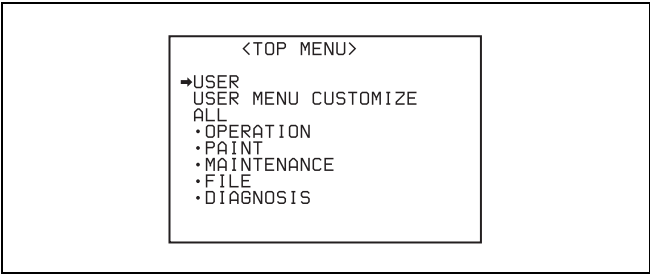 <TOP MENU>
➡USER
USER MENU CUSTOMIZE
ALL
・OPERATION
・PAINT
・MAINTENANCE
・FILE
・DIAGNOSIS